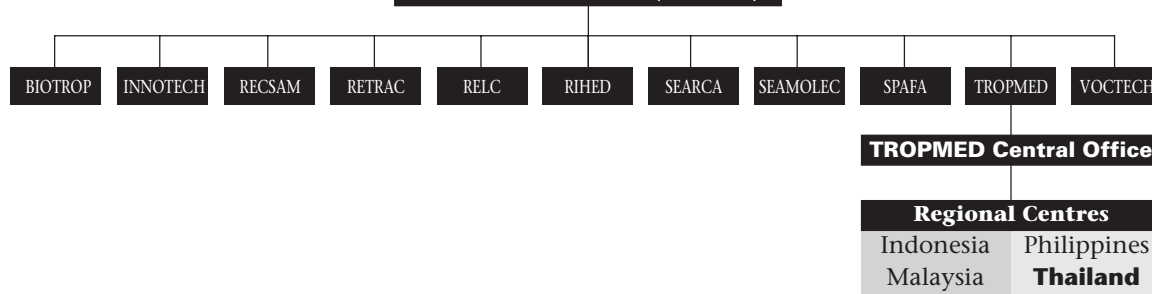 BIOTROP INNOTECH RECSAM RETRAC RELC RIHED SEARCA SEAMOLEC SPAFA TROPMED VOCTECH
TROPMED Central Office
Regional Centres
Indonesia Philippines
Malaysia Thailand